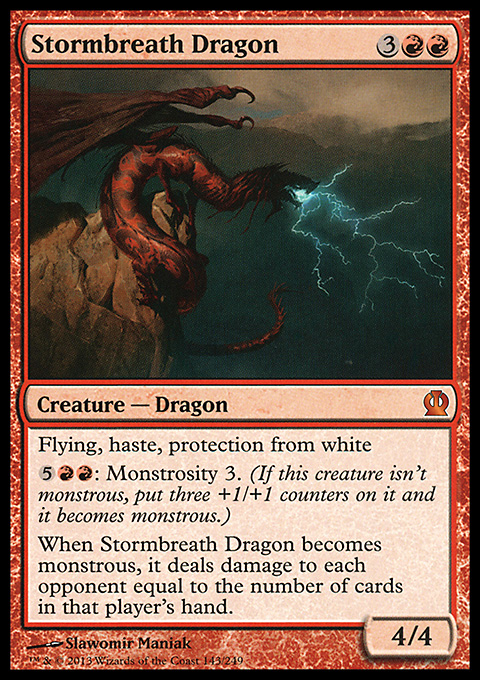 Stormbreath Dragon 3
Creature — Dragon
Flying, haste, protection from white
5: Monstrosity 3. (If this creature isn't
monstrous, put three +1/+1 counters on it and
it becomes monstrous.)
When Stormbreath Dragon becomes
monstrous, it deals damage to each
opponent equal to the number of cards
in that player's hand.
4/4
Slawomir Maniak
™ & © 2013 Wizards of the Coast 143/249